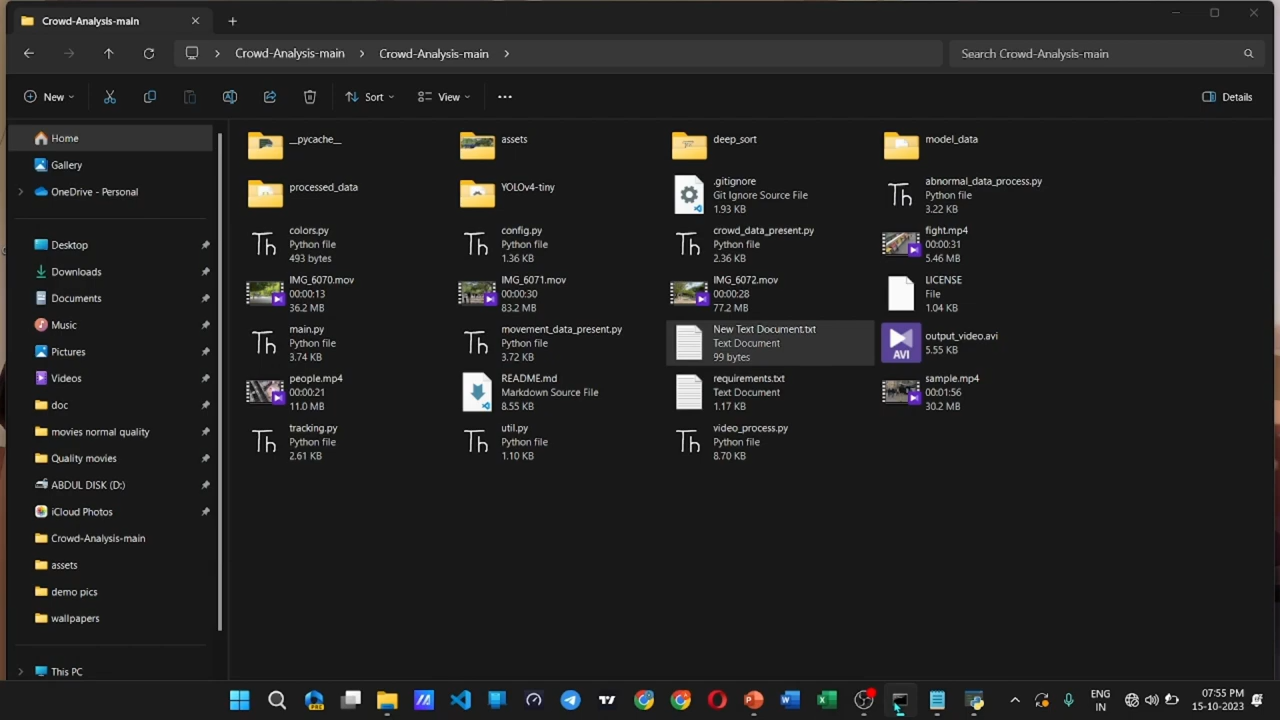 Crowd-Analysis-main
Crowd-Analysis-main
Crowd-Analysis-main
Search Crowd-Analysis-main
New
Sort
View
Details
Home
Gallery
OneDrive - Personal
Desktop
Downloads
Documents
Music
Pictures
Videos
doc
movies normal quality
Quality movies
ABDUL DISK (D:)
iCloud Photos
Crowd-Analysis-main
assets
demo pics
wallpapers
This PC
__pycache__
assets
deep_sort
model_data
processed_data
YOLOv4-tiny
.gitignore
Git Ignore Source File
1.93 KB
abnormal_data_process.py
Python file
3.22 KB
colors.py
Python file
493 bytes
config.py
Python file
1.36 KB
crowd_data_present.py
Python file
2.36 KB
fight.mp4
00:00:31
5.46 MB
IMG_6070.mov
00:00:13
36.2 MB
IMG_6071.mov
00:00:30
83.2 MB
IMG_6072.mov
00:00:28
77.2 MB
LICENSE
File
1.04 KB
main.py
Python file
3.74 KB
movement_data_present.py
Python file
3.72 KB
New Text Document.txt
Text Document
99 bytes
AVI
output_video.avi
5.55 KB
people.mp4
00:00:21
11.0 MB
README.md
Markdown Source File
8.55 KB
requirements.txt
Text Document
1.17 KB
sample.mp4
00:01:56
30.2 MB
tracking.py
Python file
2.61 KB
util.py
Python file
1.10 KB
video_process.py
Python file
8.70 KB
ENG
IN
07:55 PM
15-10-2023